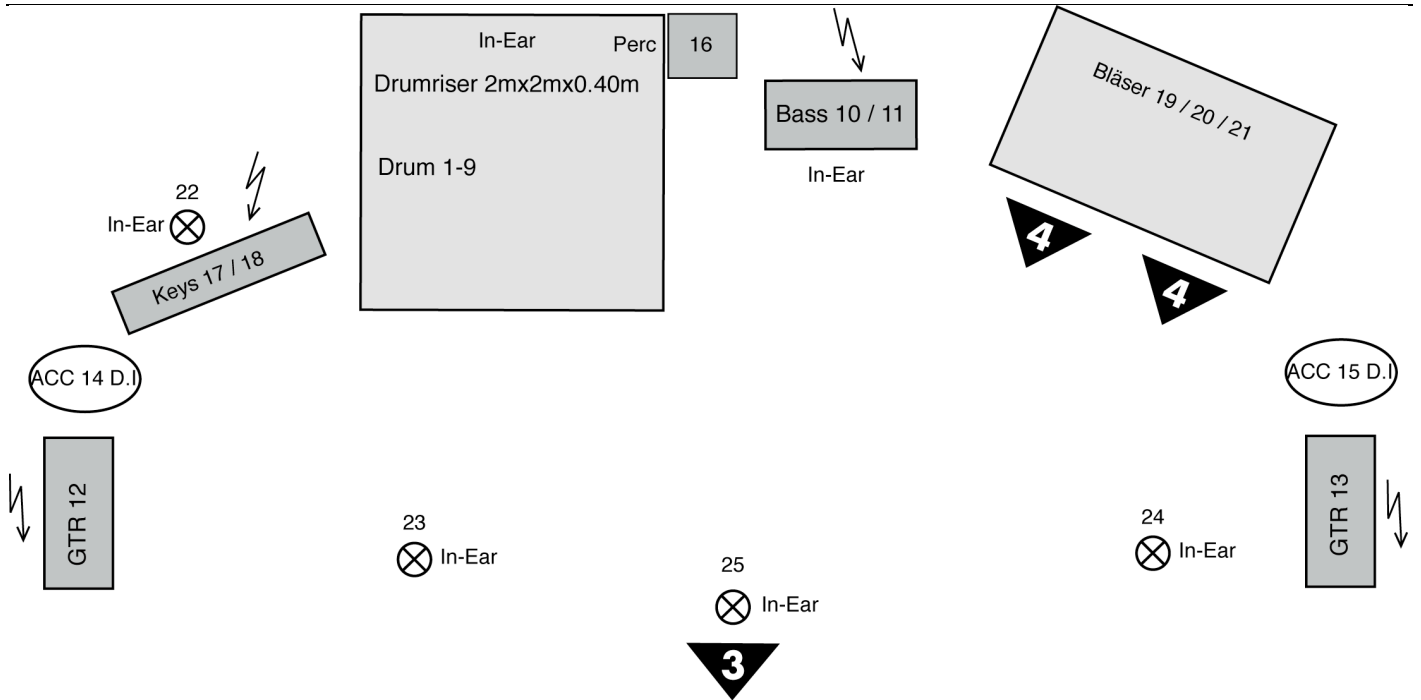 In-Ear
Perc
16
Drumriser 2mx2mx0.40m
Drum 1-9
Bass 10 / 11
In-Ear
Bläser 19 / 20 / 21
4
4
22
In-Ear
Keys 17 / 18
ACC 14 D.I
ACC 15 D.I
GTR 12
GTR 13
23
In-Ear
24
In-Ear
25
In-Ear
3